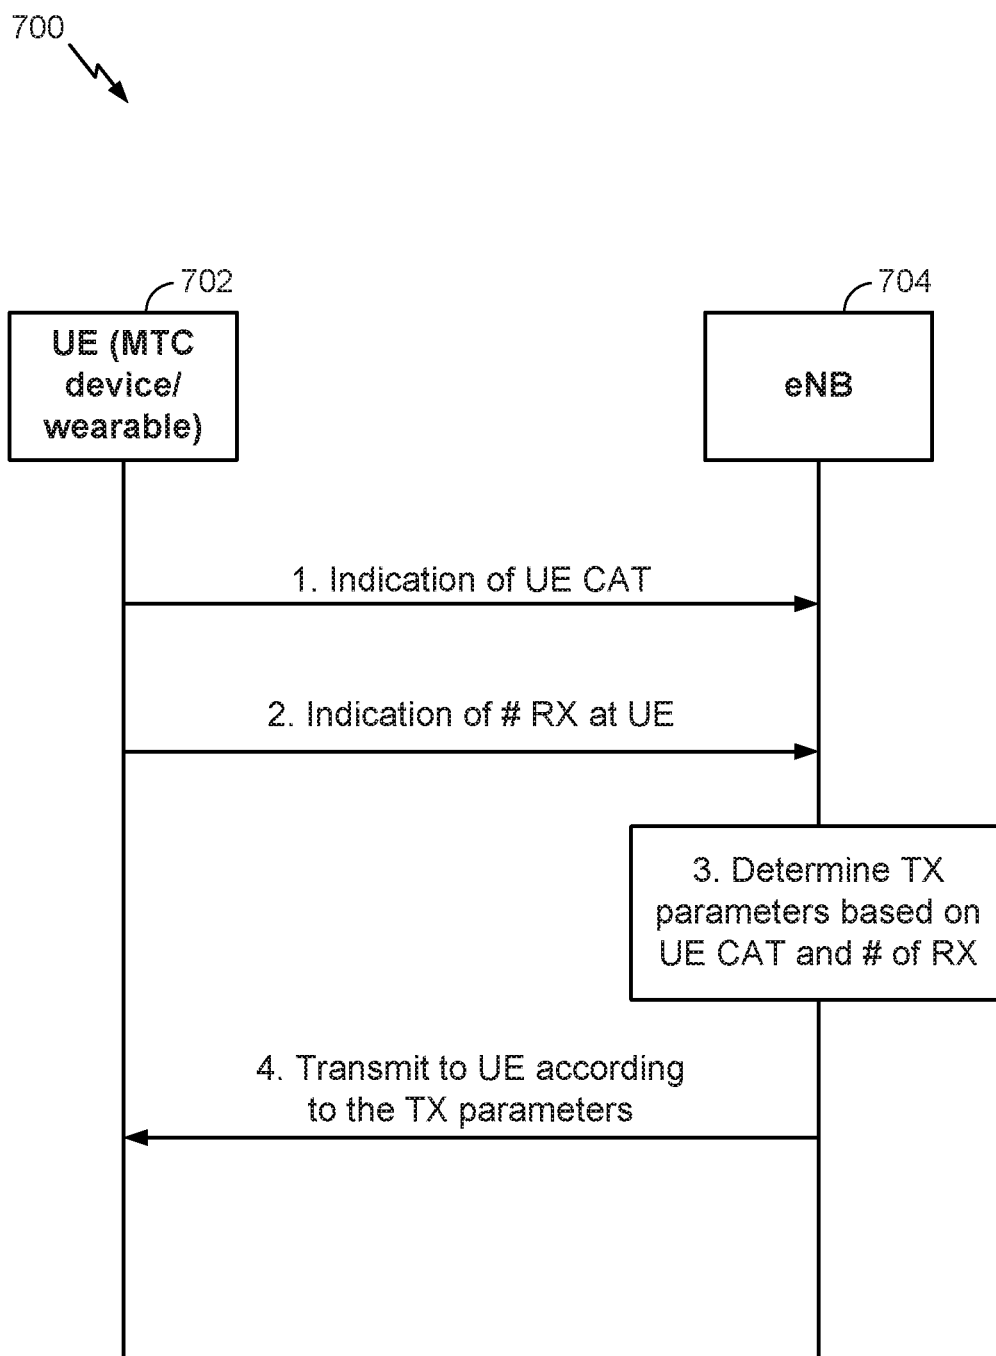 700
702
704
UE (MTC
device/
wearable)
eNB
1. Indication of UE CAT
2. Indication of # RX at UE
3. Determine TX
parameters based on
UE CAT and # of RX
4. Transmit to UE according
to the TX parameters